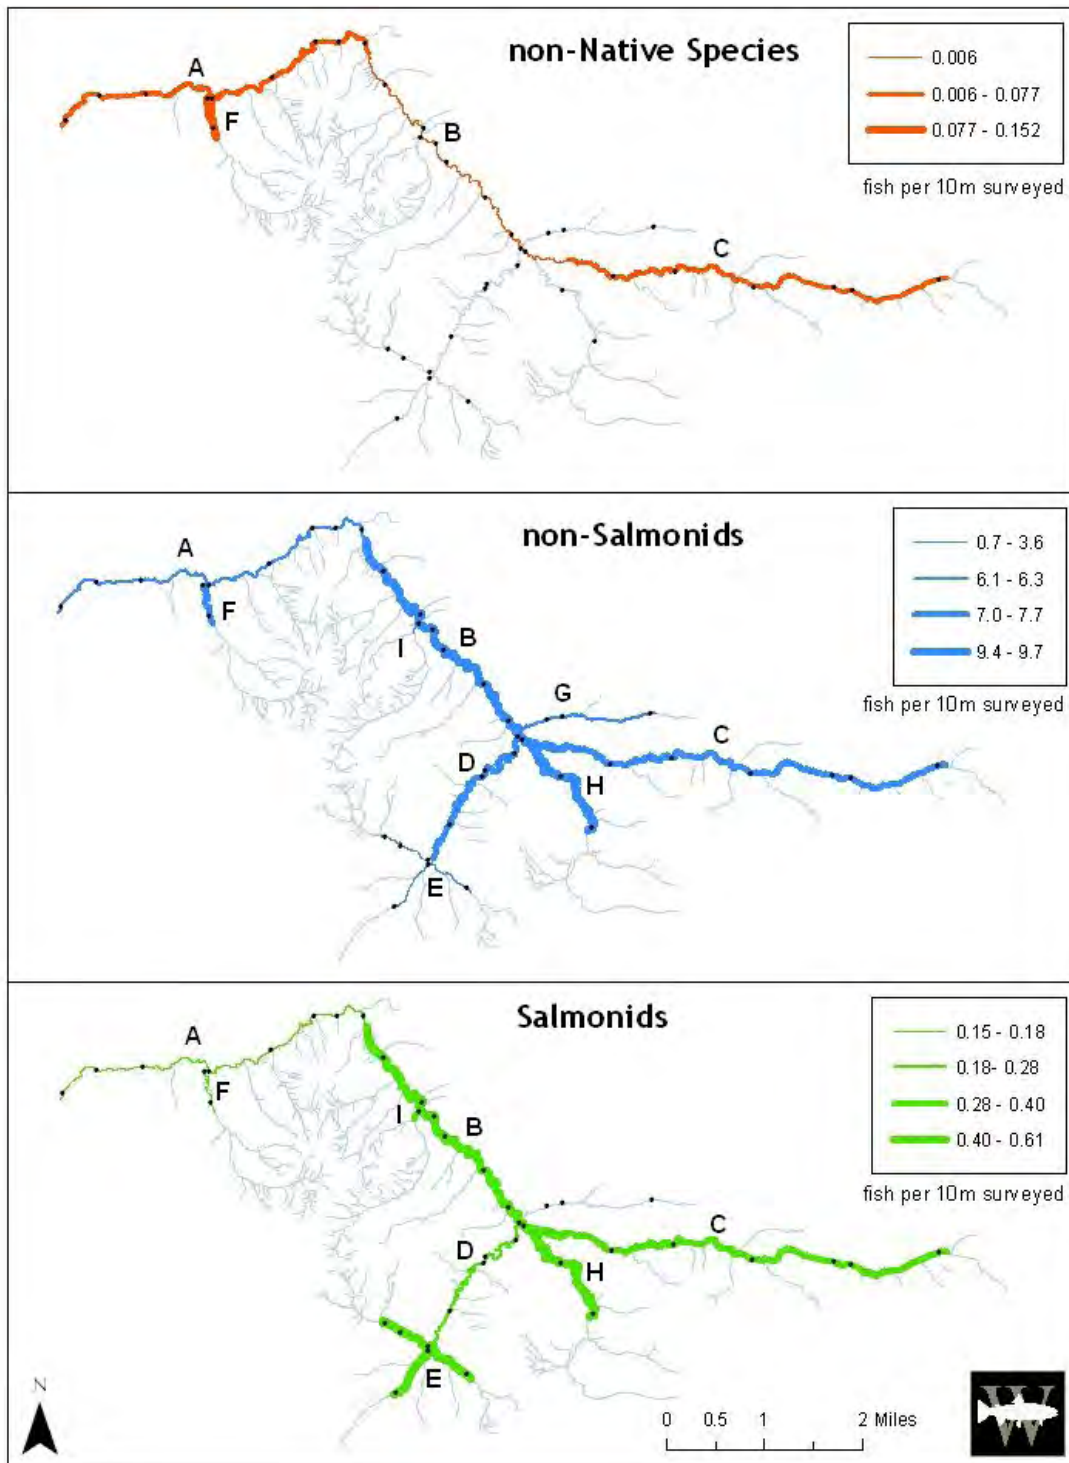 non-Native Species
0.006
0.006 - 0.077
0.077 - 0.152
fish per 10m surveyed
A
F
B
C
non-Salmonids
0.7 - 3.6
6.1 - 6.3
7.0 - 7.7
9.4 - 9.7
fish per 10m surveyed
A
F
I
B
G
C
D
H
E
Salmonids
0.15 - 0.18
0.18- 0.28
0.28 - 0.40
0.40 - 0.61
fish per 10m surveyed
A
F
I
B
C
D
H
E
N
0 0.5 1 2 Miles
W